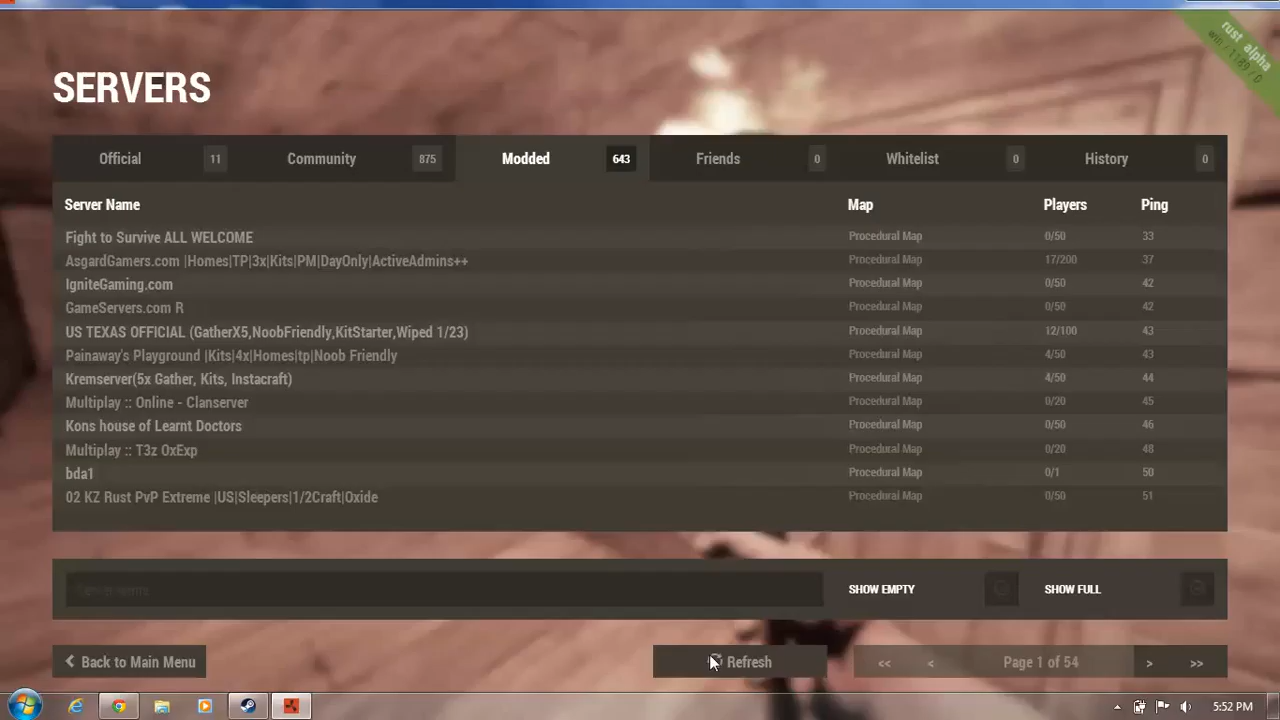 rust alpha
SERVERS
Official 11 Community 875 Modded 643 Friends 0 Whitelist 0 History 0
Server Name Map Players Ping
Fight to Survive ALL WELCOME Procedural Map 0/50 33
AsgardGamers.com |Homes|TP|3x|Kits|PM|DayOnly|ActiveAdmins++ Procedural Map 17/200 37
IgniteGaming.com Procedural Map 0/50 42
GameServers.com R Procedural Map 0/50 42
US TEXAS OFFICIAL (GatherX5,NoobFriendly,KitStarter,Wiped 1/23) Procedural Map 12/100 43
Painaway's Playground |Kits|4x|Homes|tp|Noob Friendly Procedural Map 4/50 43
Kremserver(5x Gather, Kits, Instacraft) Procedural Map 4/50 44
Multiplay :: Online - Clanserver Procedural Map 0/20 45
Kons house of Learnt Doctors Procedural Map 0/50 46
Multiplay :: T3z OxExp Procedural Map 0/20 48
bda1 Procedural Map 0/1 50
02 KZ Rust PvP Extreme |US|Sleepers|1/2Craft|Oxide Procedural Map 0/50 51
SHOW EMPTY SHOW FULL
< Back to Main Menu Refresh << < Page 1 of 54 > >>
5:52 PM